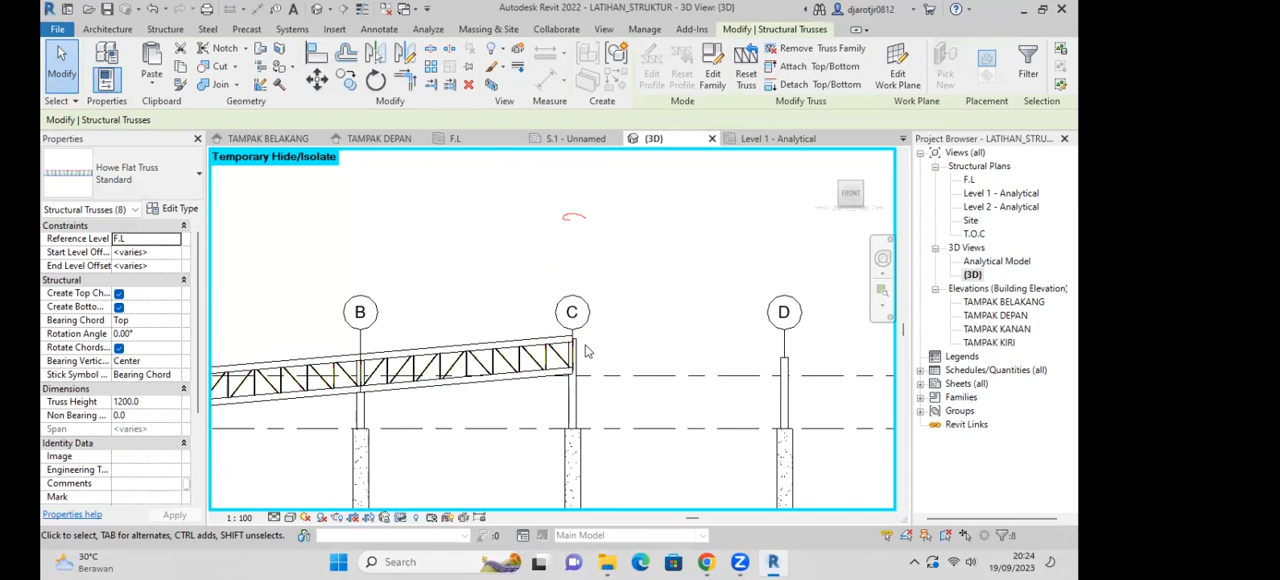 Autodesk Revit 2022 - LATIHAN_STRUKTUR - 3D View: {3D}
djarotjr0812
File Architecture Structure Steel Precast Systems Insert Annotate Analyze Massing & Site Collaborate View Manage Add-Ins Modify | Structural Trusses
Modify
Properties
Paste
Notch
Cut
Join
Edit Profile
Reset Profile
Edit Family
Reset Truss
Remove Truss Family
Attach Top/Bottom
Detach Top/Bottom
Edit Work Plane
Pick New
Filter
Select Properties Clipboard Geometry Modify View Measure Create Mode Modify Truss Work Plane Placement Selection
Modify | Structural Trusses
Properties
TAMPAK BELAKANG TAMPAK DEPAN F.L S.1 - Unnamed {3D} Level 1 - Analytical
Project Browser - LATIHAN_STRU...
Howe Flat Truss
Standard
Structural Trusses (8) Edit Type
Constraints
Reference Level F.L
Start Level Off... <varies>
End Level Offset <varies>
Structural
Create Top Ch...
Create Botto...
Bearing Chord Top
Rotation Angle 0.00°
Rotate Chords...
Bearing Vertic... Center
Stick Symbol ... Bearing Chord
Dimensions
Truss Height 1200.0
Non Bearing ... 0.0
Span <varies>
Identity Data
Image
Engineering T...
Comments
Mark
Properties help Apply
Temporary Hide/Isolate
FRONT
B C D
Views (all)
Structural Plans
F.L
Level 1 - Analytical
Level 2 - Analytical
Site
T.O.C
3D Views
Analytical Model
{3D}
Elevations (Building Elevation)
TAMPAK BELAKANG
TAMPAK DEPAN
TAMPAK KANAN
TAMPAK KIRI
Legends
Schedules/Quantities (all)
Sheets (all)
Families
Groups
Revit Links
1 : 100
Click to select, TAB for alternates, CTRL adds, SHIFT unselects.
:0
Main Model
:8
30°C
Berawan
Search
20:24
19/09/2023